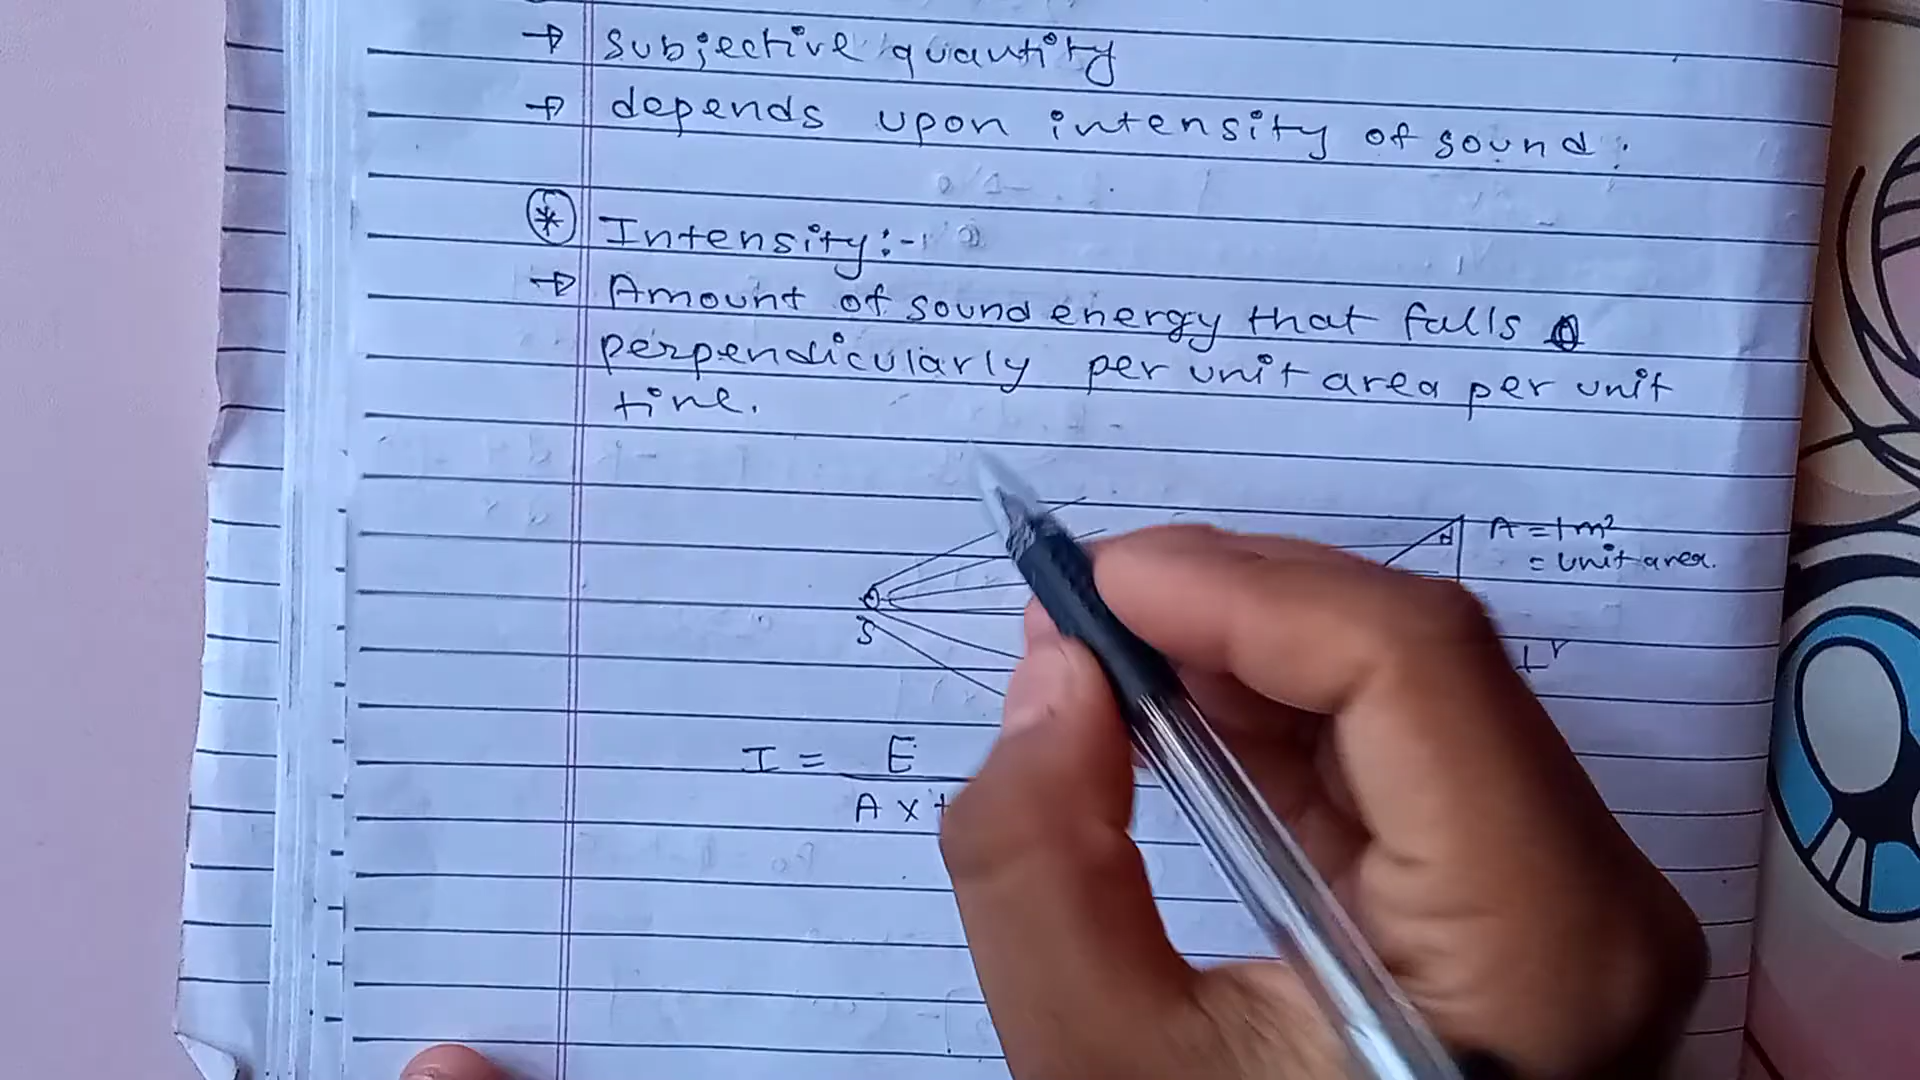 → subjective quantity
→ depends upon intensity of sound.
* Intensity:-
→ Amount of sound energy that falls
perpendicularly per unit area per unit
time.
A = 1m²
= unit area.
S
⊥r
I = E
A x t